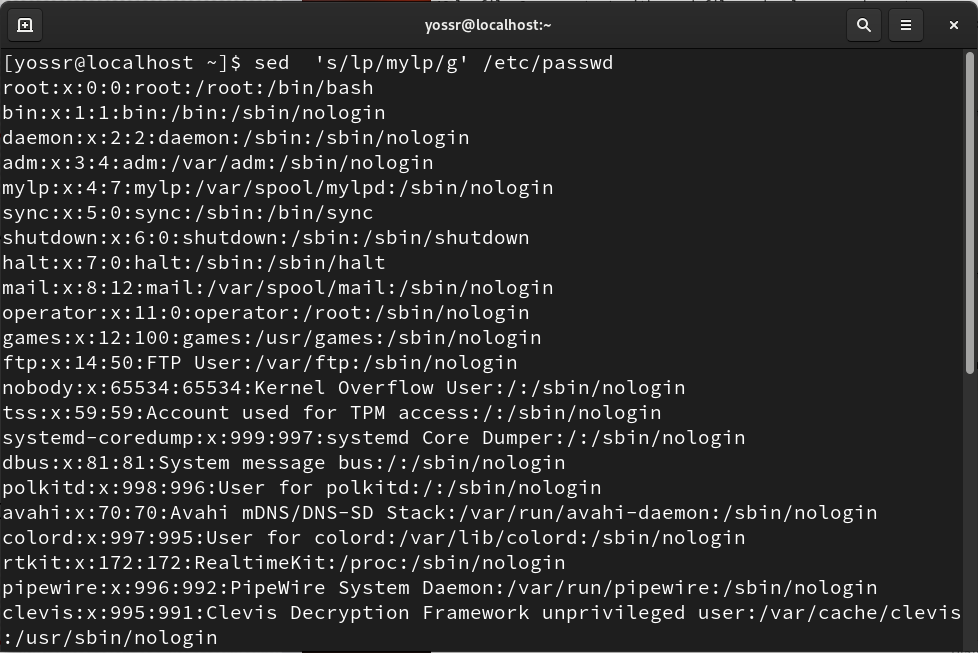 yossr@localhost:~
[yossr@localhost ~]$ sed  's/lp/mylp/g' /etc/passwd
root:x:0:0:root:/root:/bin/bash
bin:x:1:1:bin:/bin:/sbin/nologin
daemon:x:2:2:daemon:/sbin:/sbin/nologin
adm:x:3:4:adm:/var/adm:/sbin/nologin
mylp:x:4:7:mylp:/var/spool/mylpd:/sbin/nologin
sync:x:5:0:sync:/sbin:/bin/sync
shutdown:x:6:0:shutdown:/sbin:/sbin/shutdown
halt:x:7:0:halt:/sbin:/sbin/halt
mail:x:8:12:mail:/var/spool/mail:/sbin/nologin
operator:x:11:0:operator:/root:/sbin/nologin
games:x:12:100:games:/usr/games:/sbin/nologin
ftp:x:14:50:FTP User:/var/ftp:/sbin/nologin
nobody:x:65534:65534:Kernel Overflow User:/:/sbin/nologin
tss:x:59:59:Account used for TPM access:/:/sbin/nologin
systemd-coredump:x:999:997:systemd Core Dumper:/:/sbin/nologin
dbus:x:81:81:System message bus:/:/sbin/nologin
polkitd:x:998:996:User for polkitd:/:/sbin/nologin
avahi:x:70:70:Avahi mDNS/DNS-SD Stack:/var/run/avahi-daemon:/sbin/nologin
colord:x:997:995:User for colord:/var/lib/colord:/sbin/nologin
rtkit:x:172:172:RealtimeKit:/proc:/sbin/nologin
pipewire:x:996:992:PipeWire System Daemon:/var/run/pipewire:/sbin/nologin
clevis:x:995:991:Clevis Decryption Framework unprivileged user:/var/cache/clevis
:/usr/sbin/nologin